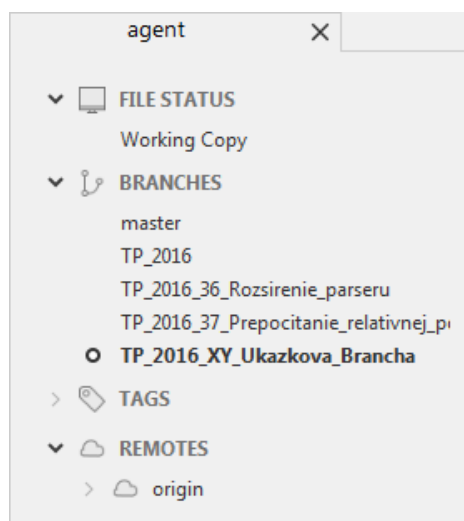 agent
FILE STATUS
Working Copy
BRANCHES
master
TP_2016
TP_2016_36_Rozsirenie_parseru
TP_2016_37_Prepocitanie_relativnej_p
TP_2016_XY_Ukazkova_Brancha
TAGS
REMOTES
origin